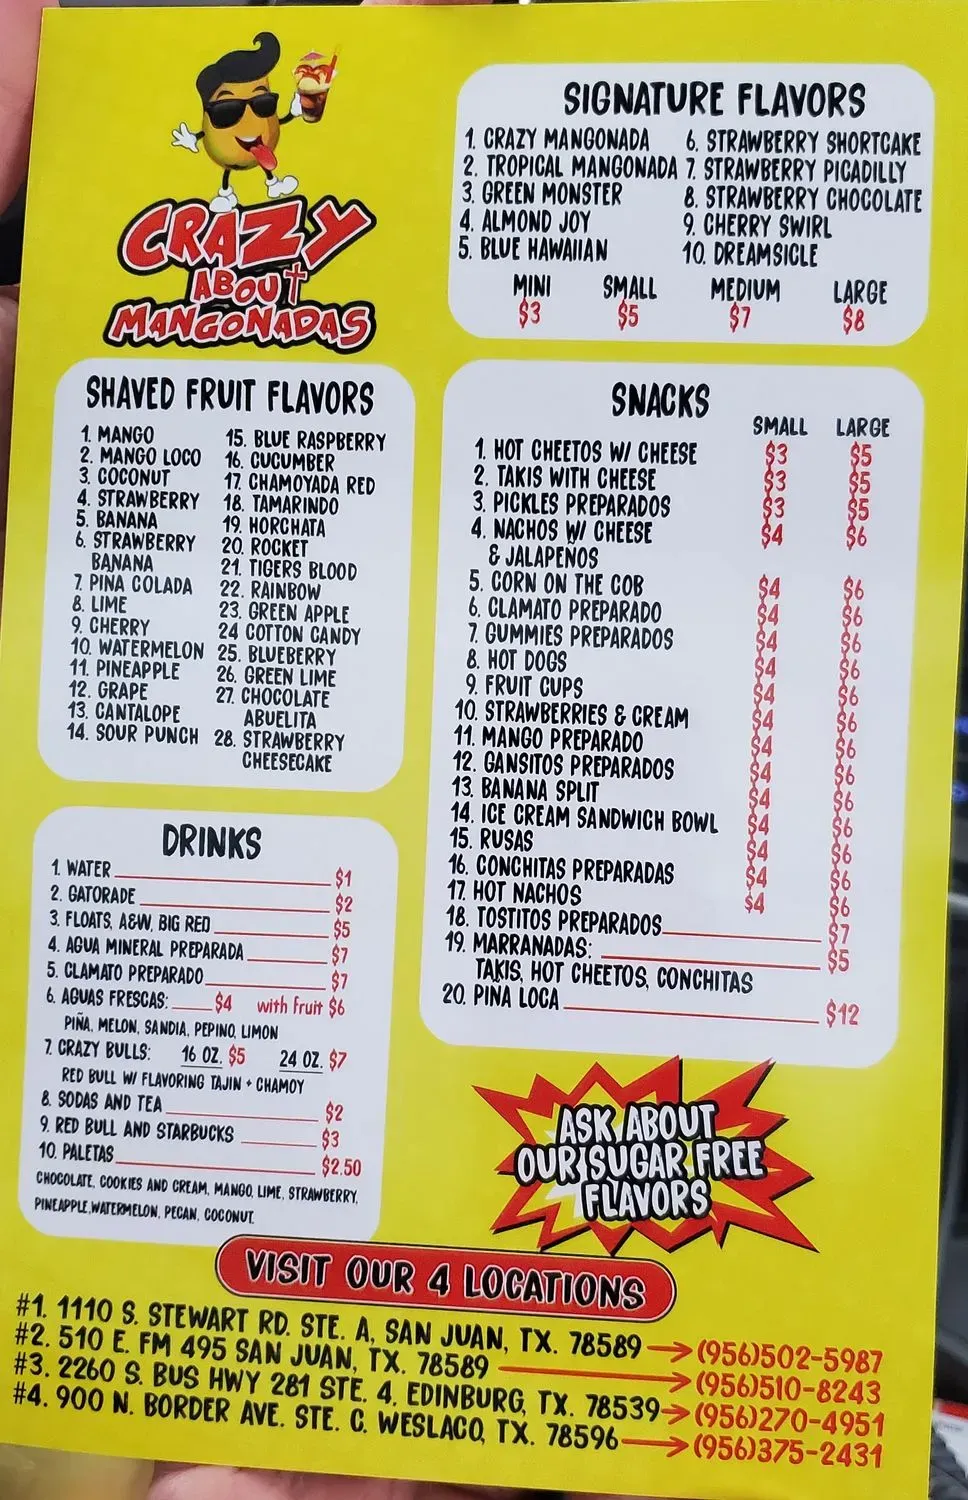 CRAZY
ABOUT
MANGONADAS
SIGNATURE FLAVORS
1. CRAZY MANGONADA
2. TROPICAL MANGONADA
3. GREEN MONSTER
4. ALMOND JOY
5. BLUE HAWAIIAN
6. STRAWBERRY SHORTCAKE
7. STRAWBERRY PICADILLY
8. STRAWBERRY CHOCOLATE
9. CHERRY SWIRL
10. DREAMSICLE
MINI SMALL MEDIUM LARGE
$3 $5 $7 $8
SHAVED FRUIT FLAVORS
1. MANGO
2. MANGO LOCO
3. COCONUT
4. STRAWBERRY
5. BANANA
6. STRAWBERRY
BANANA
7. PINA COLADA
8. LIME
9. CHERRY
10. WATERMELON
11. PINEAPPLE
12. GRAPE
13. CANTALOPE
14. SOUR PUNCH
15. BLUE RASPBERRY
16. CUCUMBER
17. CHAMOYADA RED
18. TAMARINDO
19. HORCHATA
20. ROCKET
21. TIGERS BLOOD
22. RAINBOW
23. GREEN APPLE
24 COTTON CANDY
25. BLUEBERRY
26. GREEN LIME
27. CHOCOLATE
ABUELITA
28. STRAWBERRY
CHEESECAKE
SNACKS
SMALL LARGE
1. HOT CHEETOS W/ CHEESE $3 $5
2. TAKIS WITH CHEESE $3 $5
3. PICKLES PREPARADOS $3 $5
4. NACHOS W/ CHEESE $4 $6
& JALAPEÑOS
5. CORN ON THE COB $4 $6
6. CLAMATO PREPARADO $4 $6
7. GUMMIES PREPARADOS $4 $6
8. HOT DOGS $4 $6
9. FRUIT CUPS $4 $6
10. STRAWBERRIES & CREAM $4 $6
11. MANGO PREPARADO $4 $6
12. GANSITOS PREPARADOS $4 $6
13. BANANA SPLIT $4 $6
14. ICE CREAM SANDWICH BOWL $4 $6
15. RUSAS $4 $6
16. CONCHITAS PREPARADAS $4 $6
17. HOT NACHOS $4 $6
18. TOSTITOS PREPARADOS $7
19. MARRANADAS: $5
TAKIS, HOT CHEETOS, CONCHITAS
20. PIÑA LOCA $12
DRINKS
1. WATER $1
2. GATORADE $2
3. FLOATS, A&W, BIG RED $5
4. AGUA MINERAL PREPARADA $7
5. CLAMATO PREPARADO $7
6. AGUAS FRESCAS: $4 with fruit $6
PIÑA, MELON, SANDIA, PEPINO, LIMON
7. CRAZY BULLS: 16 OZ. $5 24 OZ. $7
RED BULL W/ FLAVORING TAJIN + CHAMOY
8. SODAS AND TEA $2
9. RED BULL AND STARBUCKS $3
10. PALETAS $2.50
CHOCOLATE, COOKIES AND CREAM, MANGO, LIME, STRAWBERRY,
PINEAPPLE, WATERMELON, PECAN, COCONUT.
ASK ABOUT
OUR SUGAR FREE
FLAVORS
VISIT OUR 4 LOCATIONS
#1. 1110 S. STEWART RD. STE. A, SAN JUAN, TX. 78589 (956)502-5987
#2. 510 E. FM 495 SAN JUAN, TX. 78589 (956)510-8243
#3. 2260 S. BUS HWY 281 STE. 4, EDINBURG, TX. 78539 (956)270-4951
#4. 900 N. BORDER AVE. STE. C, WESLACO, TX. 78596 (956)375-2431